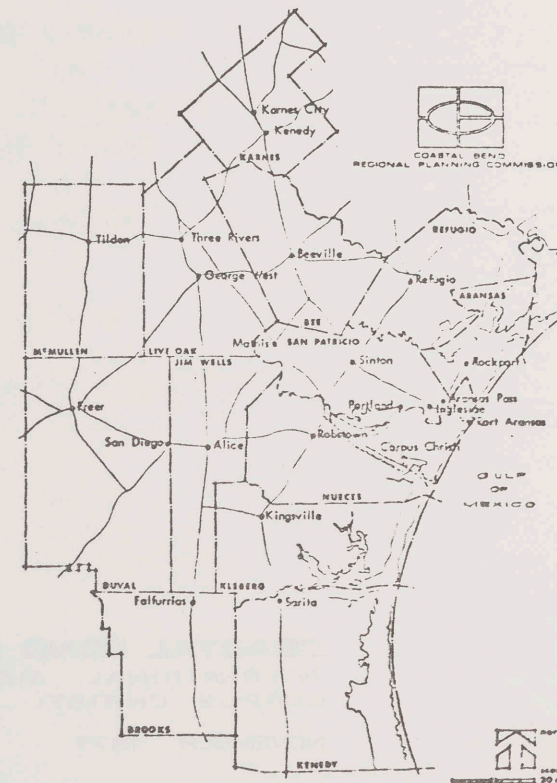 Karnes City
Kenedy
KARNES
COASTAL BEND
REGIONAL PLANNING COMMISSION
REFUGIO
Tilden
Three Rivers
Beeville
George West
Refugio
ARANSAS
BEE
Mathis
SAN PATRICIO
McMULLEN
LIVE OAK
JIM WELLS
Sinton
Rockport
Freer
Portland
Aransas Pass
Ingleside
Port Aransas
San Diego
Alice
Robstown
Corpus Christi
GULF
OF
MEXICO
NUECES
Kingsville
DUVAL
KLEBERG
Falfurrias
Sarita
BROOKS
KENEDY
20